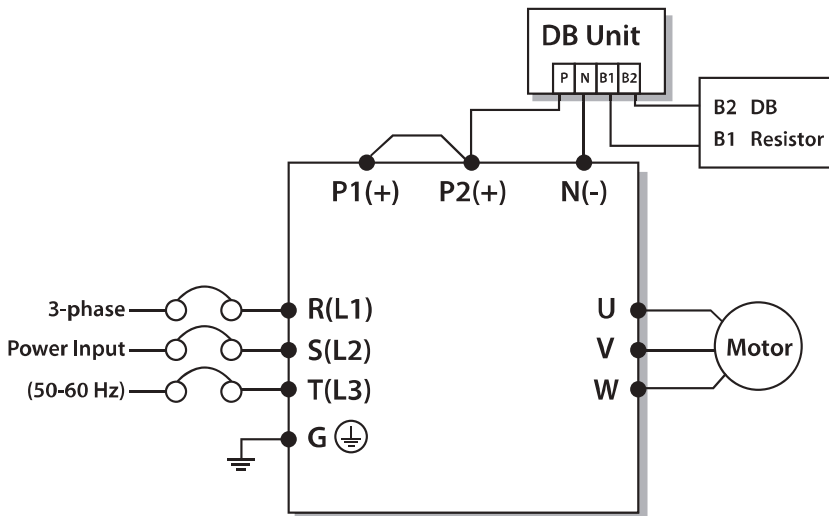 DB Unit
P N B1 B2
B2 DB
B1 Resistor
P1(+) P2(+) N(-)
3-phase R(L1) U
Power Input S(L2) V Motor
(50-60 Hz) T(L3) W
G